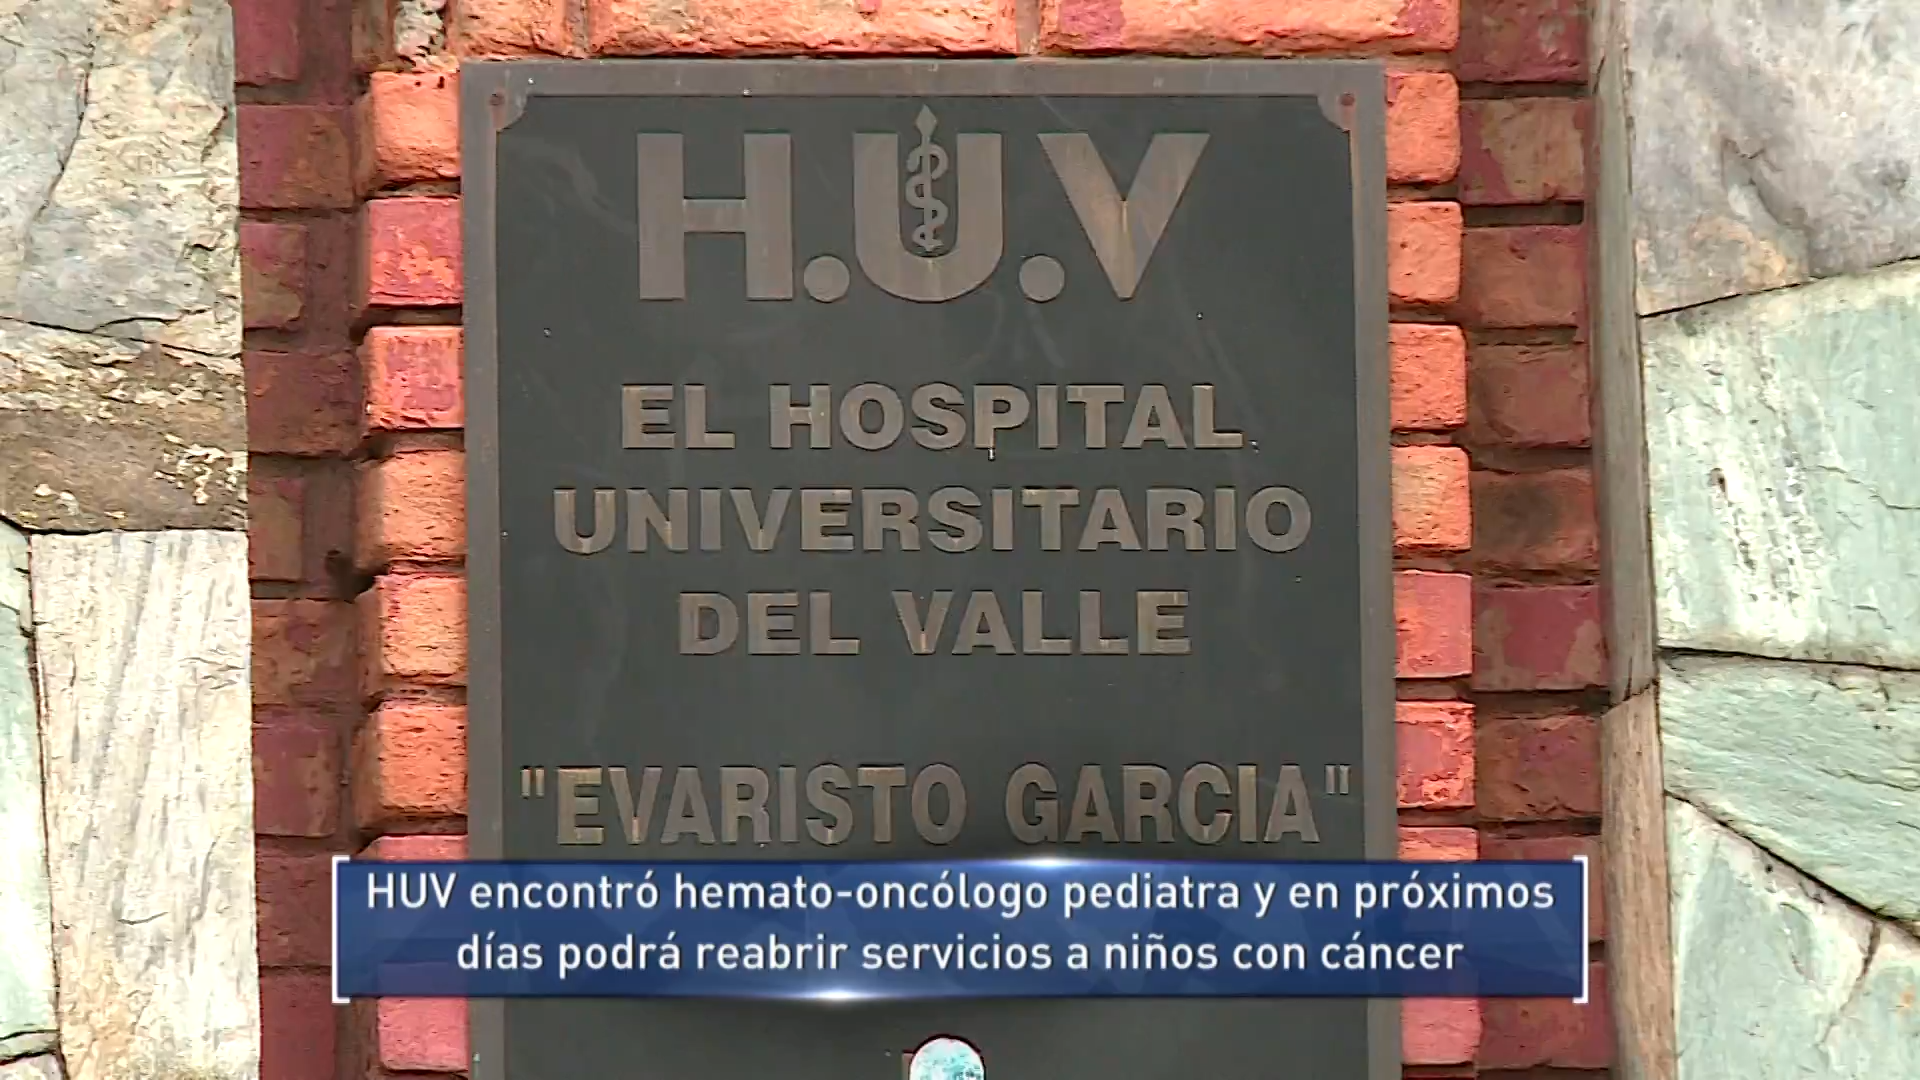 H.U.V
EL HOSPITAL
UNIVERSITARIO
DEL VALLE
"EVARISTO GARCIA"
HUV encontró hemato-oncólogo pediatra y en próximos
días podrá reabrir servicios a niños con cáncer